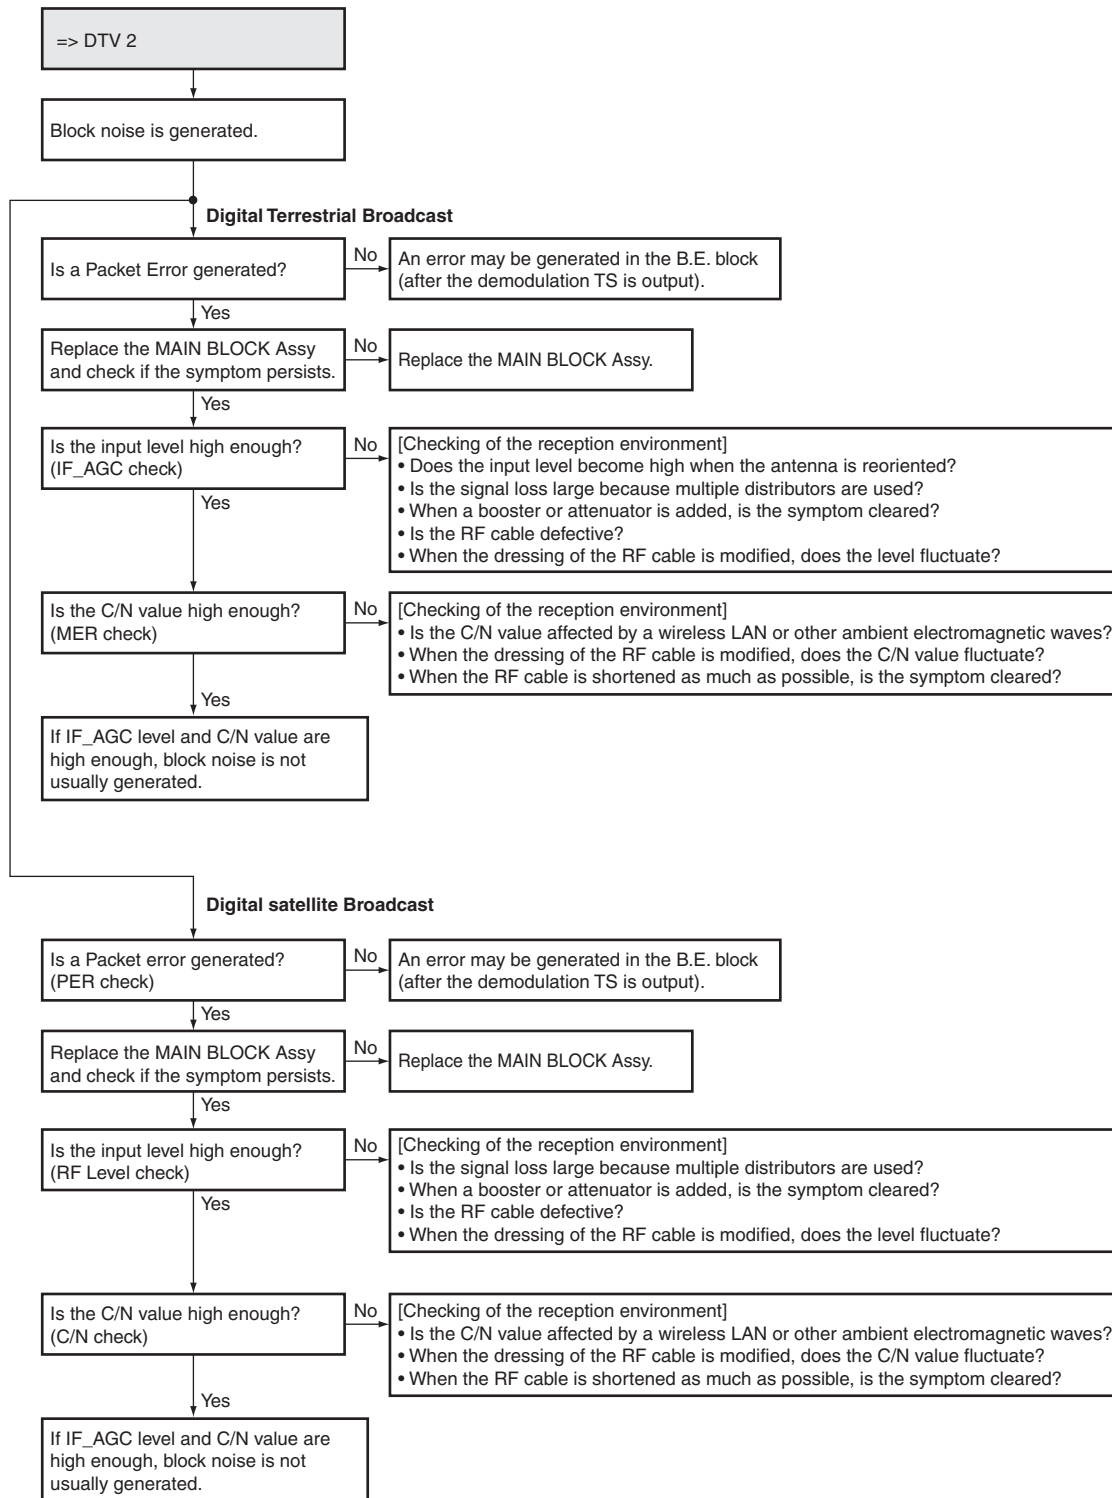 => DTV 2
Block noise is generated.
Digital Terrestrial Broadcast
Is a Packet Error generated?
No
An error may be generated in the B.E. block
(after the demodulation TS is output).
Yes
Replace the MAIN BLOCK Assy
and check if the symptom persists.
No
Replace the MAIN BLOCK Assy.
Yes
Is the input level high enough?
(IF_AGC check)
No
[Checking of the reception environment]
• Does the input level become high when the antenna is reoriented?
• Is the signal loss large because multiple distributors are used?
• When a booster or attenuator is added, is the symptom cleared?
• Is the RF cable defective?
• When the dressing of the RF cable is modified, does the level fluctuate?
Yes
Is the C/N value high enough?
(MER check)
No
[Checking of the reception environment]
• Is the C/N value affected by a wireless LAN or other ambient electromagnetic waves?
• When the dressing of the RF cable is modified, does the C/N value fluctuate?
• When the RF cable is shortened as much as possible, is the symptom cleared?
Yes
If IF_AGC level and C/N value are
high enough, block noise is not
usually generated.
Digital satellite Broadcast
Is a Packet error generated?
(PER check)
No
An error may be generated in the B.E. block
(after the demodulation TS is output).
Yes
Replace the MAIN BLOCK Assy
and check if the symptom persists.
No
Replace the MAIN BLOCK Assy.
Yes
Is the input level high enough?
(RF Level check)
No
[Checking of the reception environment]
• Is the signal loss large because multiple distributors are used?
• When a booster or attenuator is added, is the symptom cleared?
• Is the RF cable defective?
• When the dressing of the RF cable is modified, does the level fluctuate?
Yes
Is the C/N value high enough?
(C/N check)
No
[Checking of the reception environment]
• Is the C/N value affected by a wireless LAN or other ambient electromagnetic waves?
• When the dressing of the RF cable is modified, does the C/N value fluctuate?
• When the RF cable is shortened as much as possible, is the symptom cleared?
Yes
If IF_AGC level and C/N value are
high enough, block noise is not
usually generated.